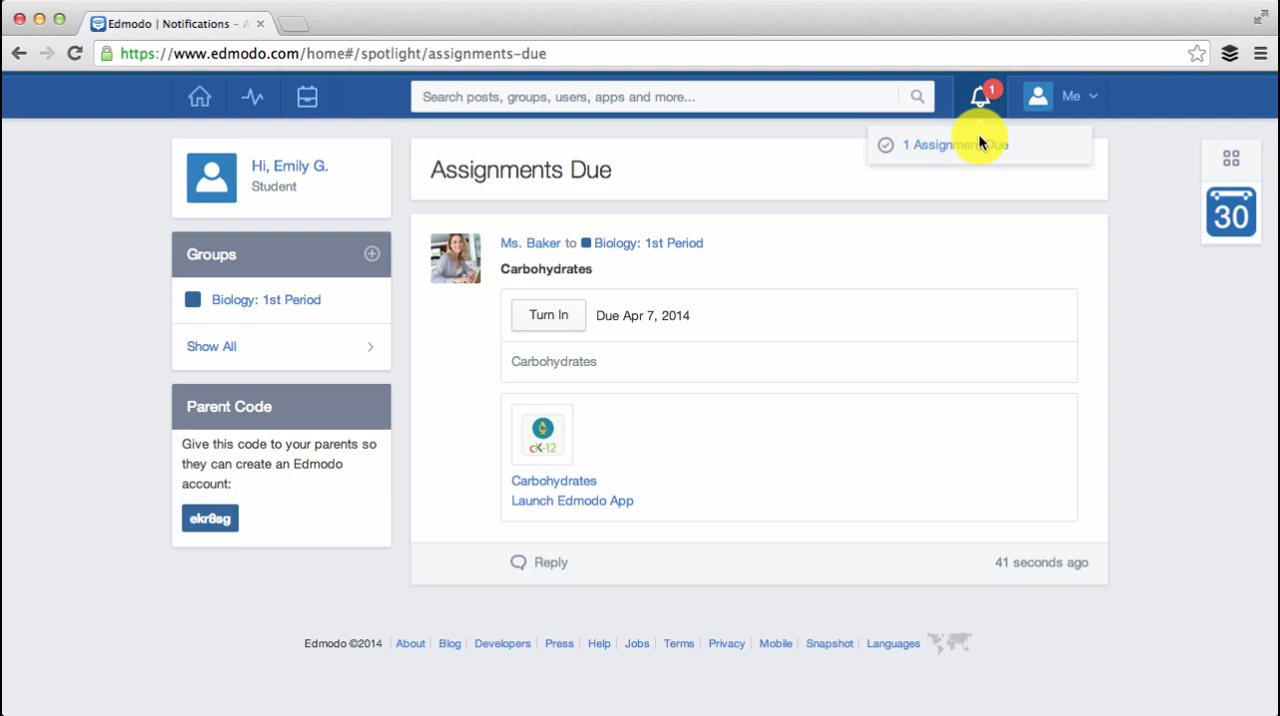 Edmodo | Notifications – A
https://www.edmodo.com/home#/spotlight/assignments-due
Search posts, groups, users, apps and more...
1
Me
1 Assignment Due
Hi, Emily G.
Student
Groups
Biology: 1st Period
Show All
Parent Code
Give this code to your parents so
they can create an Edmodo
account:
ekr8sg
Assignments Due
Ms. Baker to Biology: 1st Period
Carbohydrates
Turn In Due Apr 7, 2014
Carbohydrates
cK-12
Carbohydrates
Launch Edmodo App
Reply 41 seconds ago
30
Edmodo ©2014 About Blog Developers Press Help Jobs Terms Privacy Mobile Snapshot Languages